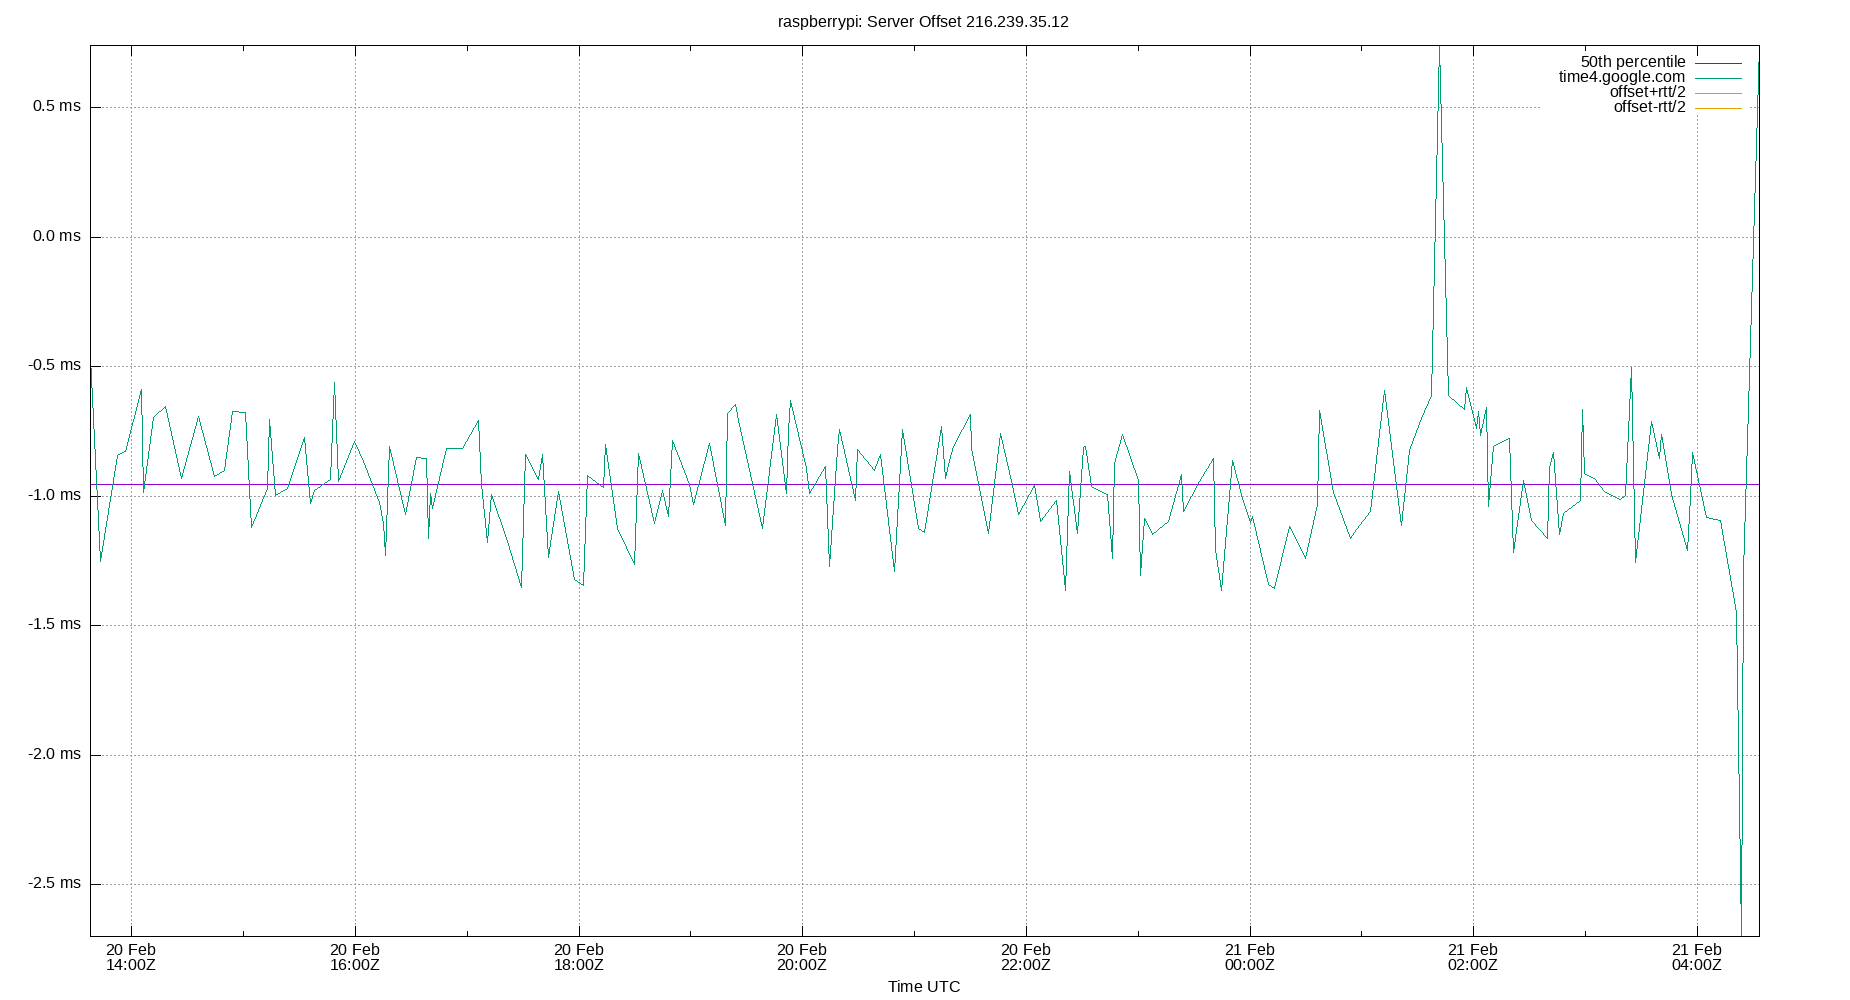 raspberrypi: Server Offset 216.239.35.12
50th percentile
time4.google.com
offset+rtt/2
offset-rtt/2
0.5 ms
0.0 ms
-0.5 ms
-1.0 ms
-1.5 ms
-2.0 ms
-2.5 ms
20 Feb 20 Feb 20 Feb 20 Feb 20 Feb 21 Feb 21 Feb 21 Feb
14:00Z 16:00Z 18:00Z 20:00Z 22:00Z 00:00Z 02:00Z 04:00Z
Time UTC